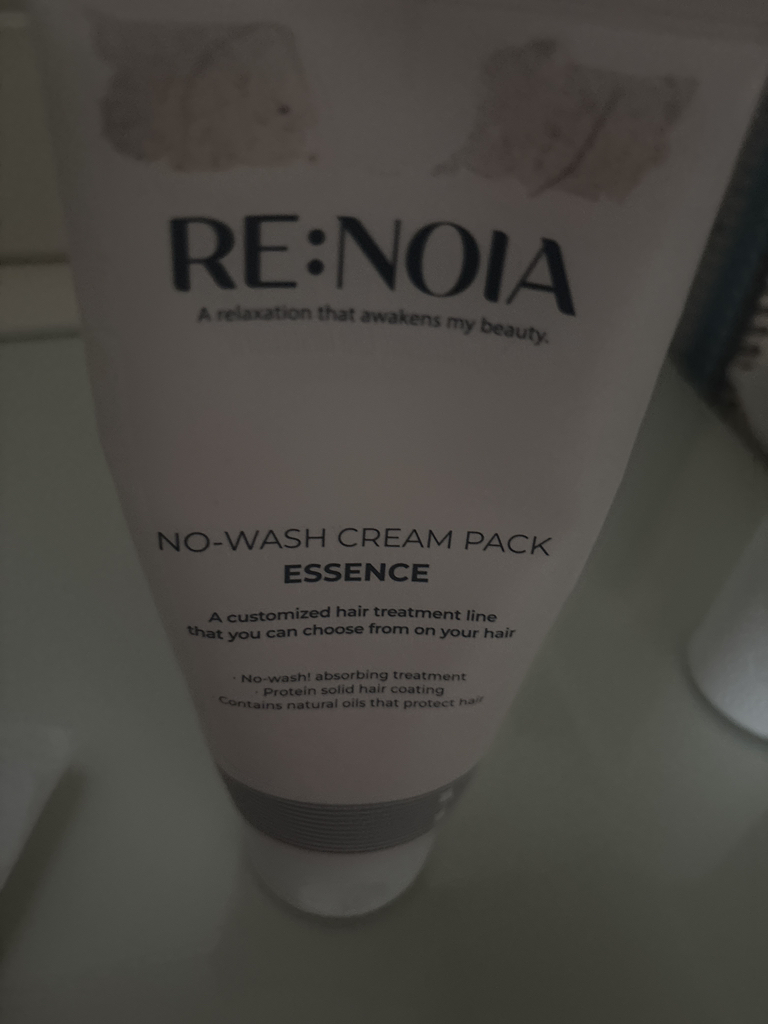 RE:NOIA
A relaxation that awakens my beauty.
NO-WASH CREAM PACK
ESSENCE
A customized hair treatment line
that you can choose from on your hair
· No-wash! absorbing treatment
· Protein solid hair coating
Contains natural oils that protect hair